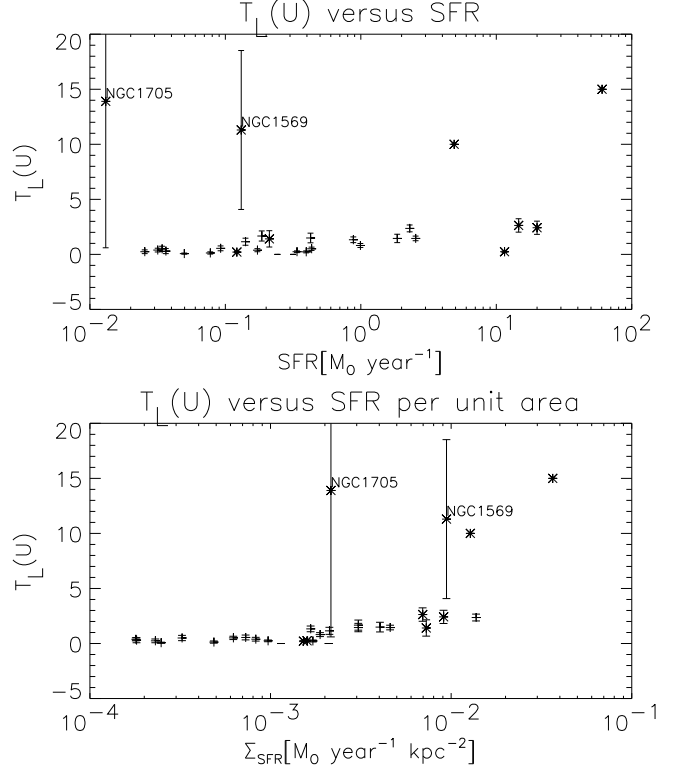 T_L(U) versus SFR
20
15
10
5
0
−5
T_L(U)
NGC1705
NGC1569
10^−2 10^−1 10^0 10^1 10^2
SFR[M_0 year^−1]
T_L(U) versus SFR per unit area
20
15
10
5
0
−5
T_L(U)
NGC1705
NGC1569
10^−4 10^−3 10^−2 10^−1
Σ_SFR[M_0 year^−1 kpc^−2]